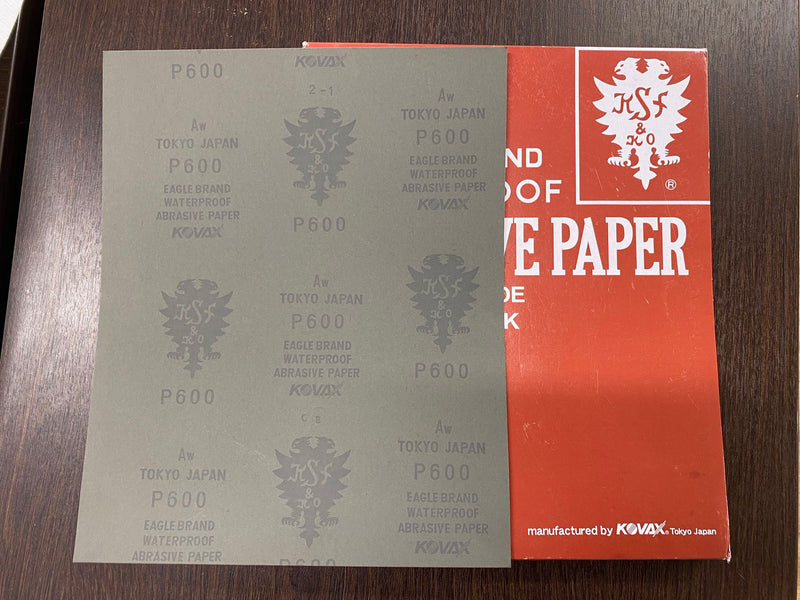 P600
Aw
TOKYO JAPAN
P600
EAGLE BRAND
WATERPROOF
ABRASIVE PAPER
KOVAX
KSF
& KO
P600
Aw
TOKYO JAPAN
P600
EAGLE BRAND
WATERPROOF
ABRASIVE PAPER
KOVAX
2-1
KSF
&
KO
P600
Aw
TOKYO JAPAN
P600
EAGLE BRAND
WATERPROOF
ABRASIVE PAPER
KOVAX
C B
KSF
&
KO
P600
Aw
TOKYO JAPAN
P600
EAGLE BRAND
WATERPROOF
ABRASIVE PAPER
KOVAX
KSF
&
KO
P600
Aw
TOKYO JAPAN
P600
EAGLE BRAND
WATERPROOF
ABRASIVE PAPER
KOVAX
KSF
&
KO
®
ND
OOF
VE PAPER
DE
K
manufactured by KOVAX® Tokyo Japan